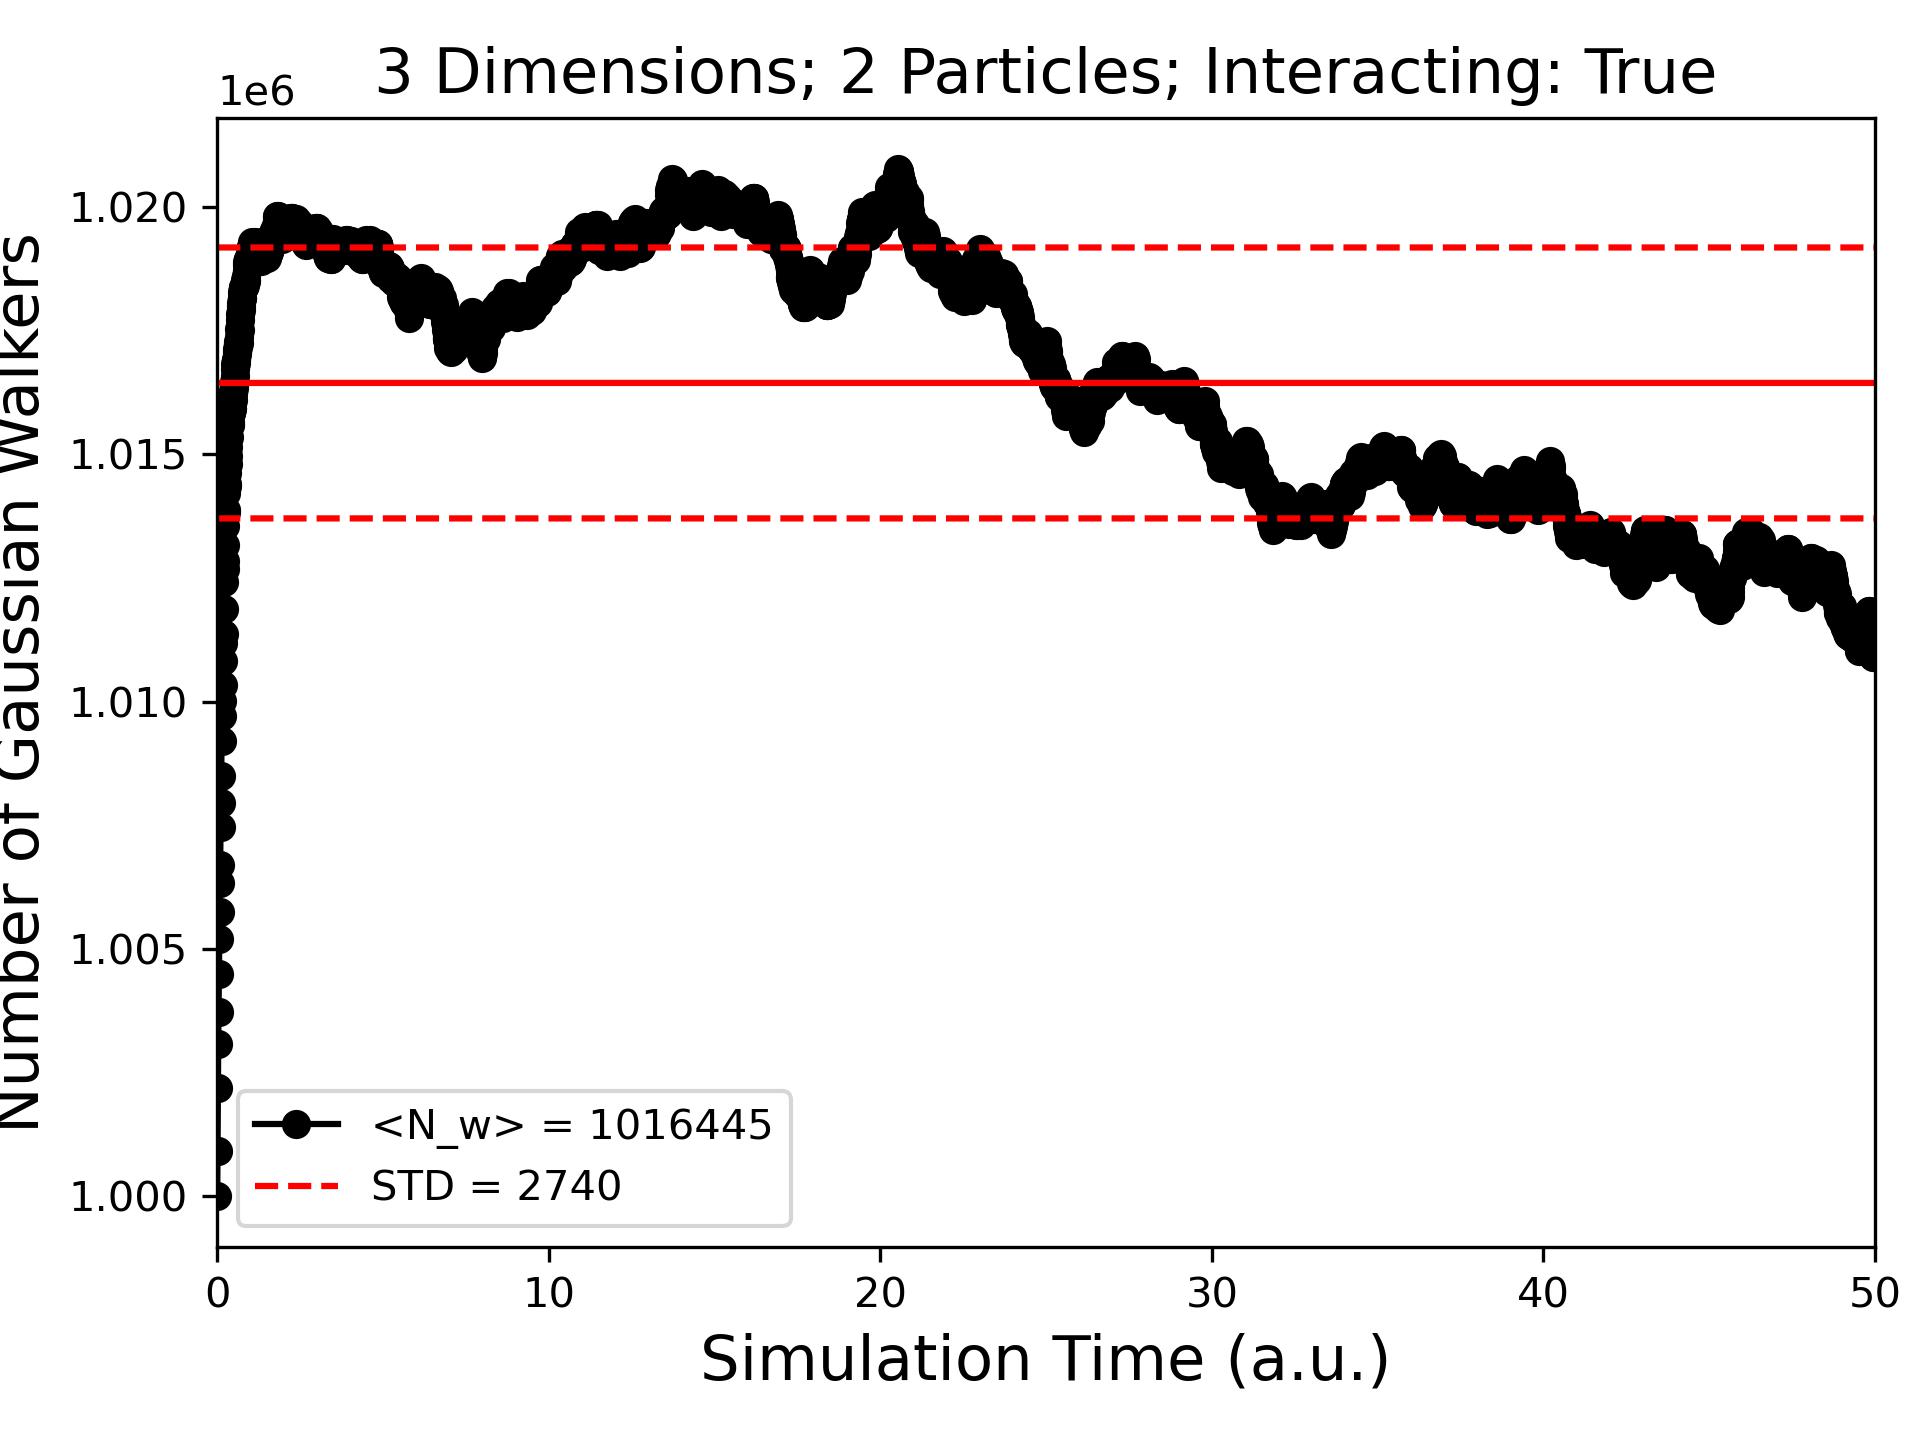 3 Dimensions; 2 Particles; Interacting: True
1e6
1.020
1.015
1.010
1.005
1.000
Number of Gaussian Walkers
<N_w> = 1016445
STD = 2740
0 10 20 30 40 50
Simulation Time (a.u.)